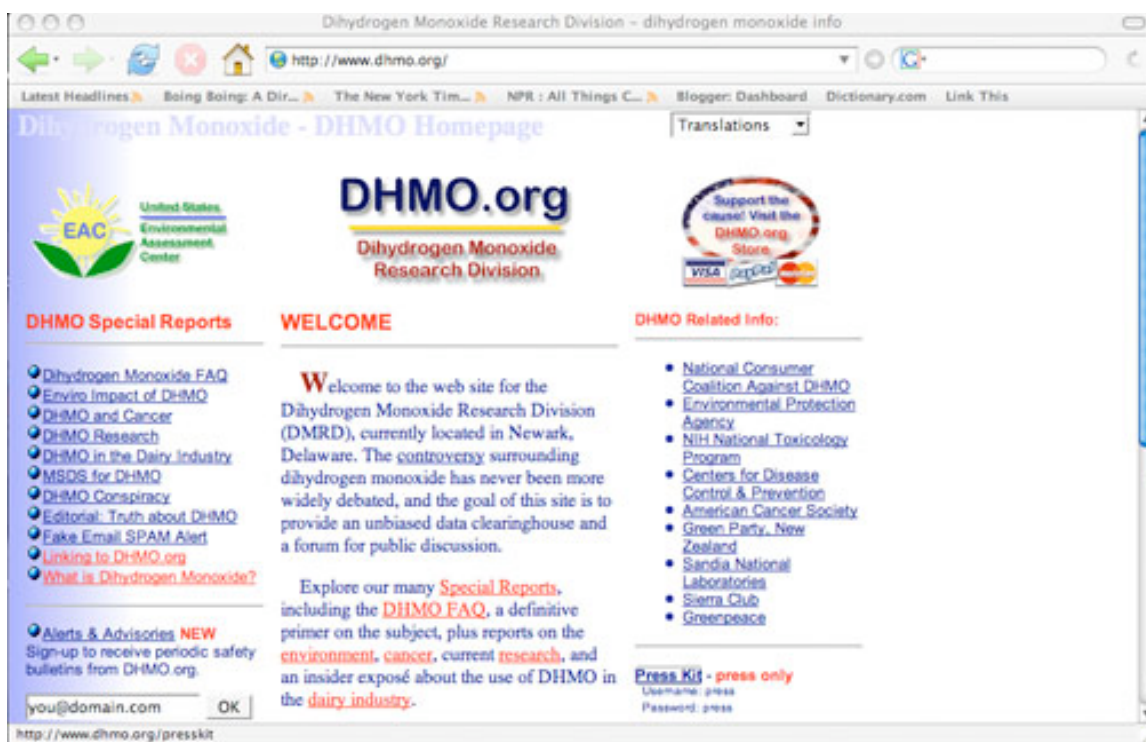 Dihydrogen Monoxide Research Division – dihydrogen monoxide info
http://www.dhmo.org/
Latest Headlines
Boing Boing: A Dir...
The New York Tim...
NPR : All Things C...
Blogger: Dashboard
Dictionary.com
Link This
Dihydrogen Monoxide - DHMO Homepage
Translations
EAC
United States
Environmental
Assessment
Center
DHMO.org
Dihydrogen Monoxide
Research Division
Support the
cause! Visit the
DHMO.org
Store
VISA PayPal MasterCard
DHMO Special Reports
Dihydrogen Monoxide FAQ
Enviro Impact of DHMO
DHMO and Cancer
DHMO Research
DHMO in the Dairy Industry
MSDS for DHMO
DHMO Conspiracy
Editorial: Truth about DHMO
Fake Email SPAM Alert
Linking to DHMO.org
What is Dihydrogen Monoxide?
Alerts & Advisories NEW
Sign-up to receive periodic safety
bulletins from DHMO.org.
you@domain.com
OK
WELCOME
Welcome to the web site for the
Dihydrogen Monoxide Research Division
(DMRD), currently located in Newark,
Delaware. The controversy surrounding
dihydrogen monoxide has never been more
widely debated, and the goal of this site is to
provide an unbiased data clearinghouse and
a forum for public discussion.
Explore our many Special Reports,
including the DHMO FAQ, a definitive
primer on the subject, plus reports on the
environment, cancer, current research, and
an insider exposé about the use of DHMO in
the dairy industry.
DHMO Related Info:
National Consumer
Coalition Against DHMO
Environmental Protection
Agency
NIH National Toxicology
Program
Centers for Disease
Control & Prevention
American Cancer Society
Green Party, New
Zealand
Sandia National
Laboratories
Sierra Club
Greenpeace
Press Kit - press only
Username: press
Password: press
http://www.dhmo.org/presskit